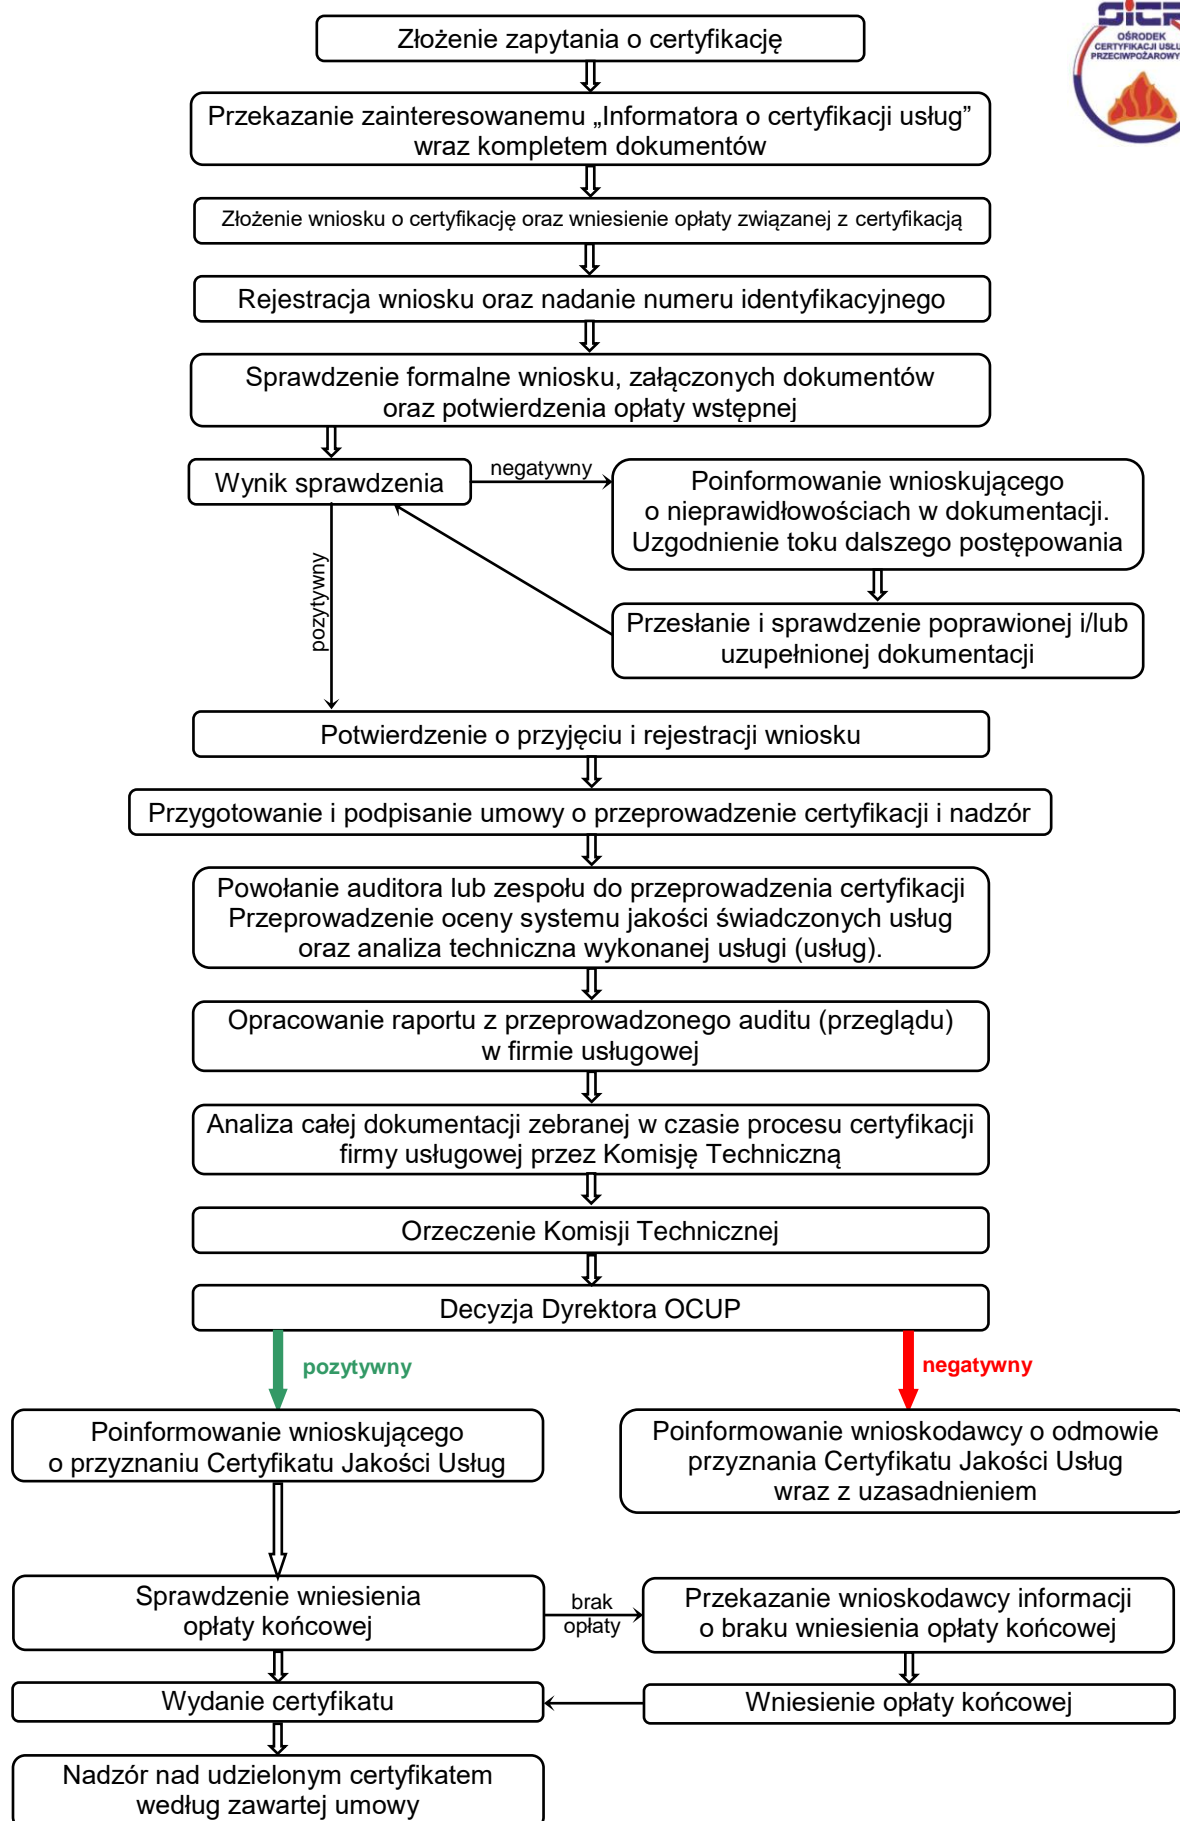 OŚRODEK
Złożenie zapytania o certyfikację
Przekazanie zainteresowanemu „Informatora o certyfikacji usług”
wraz kompletem dokumentów
Złożenie wniosku o certyfikację oraz wniesienie opłaty związanej z certyfikacją
Rejestracja wniosku oraz nadanie numeru identyfikacyjnego
Sprawdzenie formalne wniosku, załączonych dokumentów
oraz potwierdzenia opłaty wstępnej
Wynik sprawdzenia
negatywny
Poinformowanie wnioskującego
o nieprawidłowościach w dokumentacji.
Uzgodnienie toku dalszego postępowania
pozytywny
Przesłanie i sprawdzenie poprawionej i/lub
uzupełnionej dokumentacji
Potwierdzenie o przyjęciu i rejestracji wniosku
Przygotowanie i podpisanie umowy o przeprowadzenie certyfikacji i nadzór
Powołanie auditora lub zespołu do przeprowadzenia certyfikacji
Przeprowadzenie oceny systemu jakości świadczonych usług
oraz analiza techniczna wykonanej usługi (usług).
Opracowanie raportu z przeprowadzonego auditu (przeglądu)
w firmie usługowej
Analiza całej dokumentacji zebranej w czasie procesu certyfikacji
firmy usługowej przez Komisję Techniczną
Orzeczenie Komisji Technicznej
Decyzja Dyrektora OCUP
pozytywny
negatywny
Poinformowanie wnioskującego
o przyznaniu Certyfikatu Jakości Usług
Poinformowanie wnioskodawcy o odmowie
przyznania Certyfikatu Jakości Usług
wraz z uzasadnieniem
Sprawdzenie wniesienia
opłaty końcowej
brak
opłaty
Przekazanie wnioskodawcy informacji
o braku wniesienia opłaty końcowej
Wydanie certyfikatu
Wniesienie opłaty końcowej
Nadzór nad udzielonym certyfikatem
według zawartej umowy